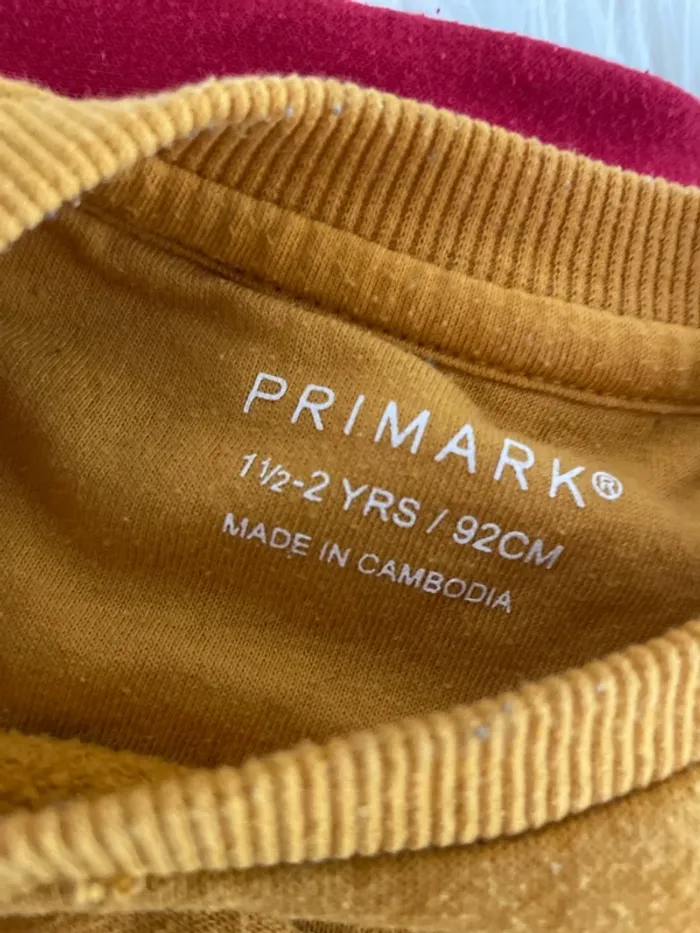 PRIMARK®
1½-2 YRS / 92CM
MADE IN CAMBODIA